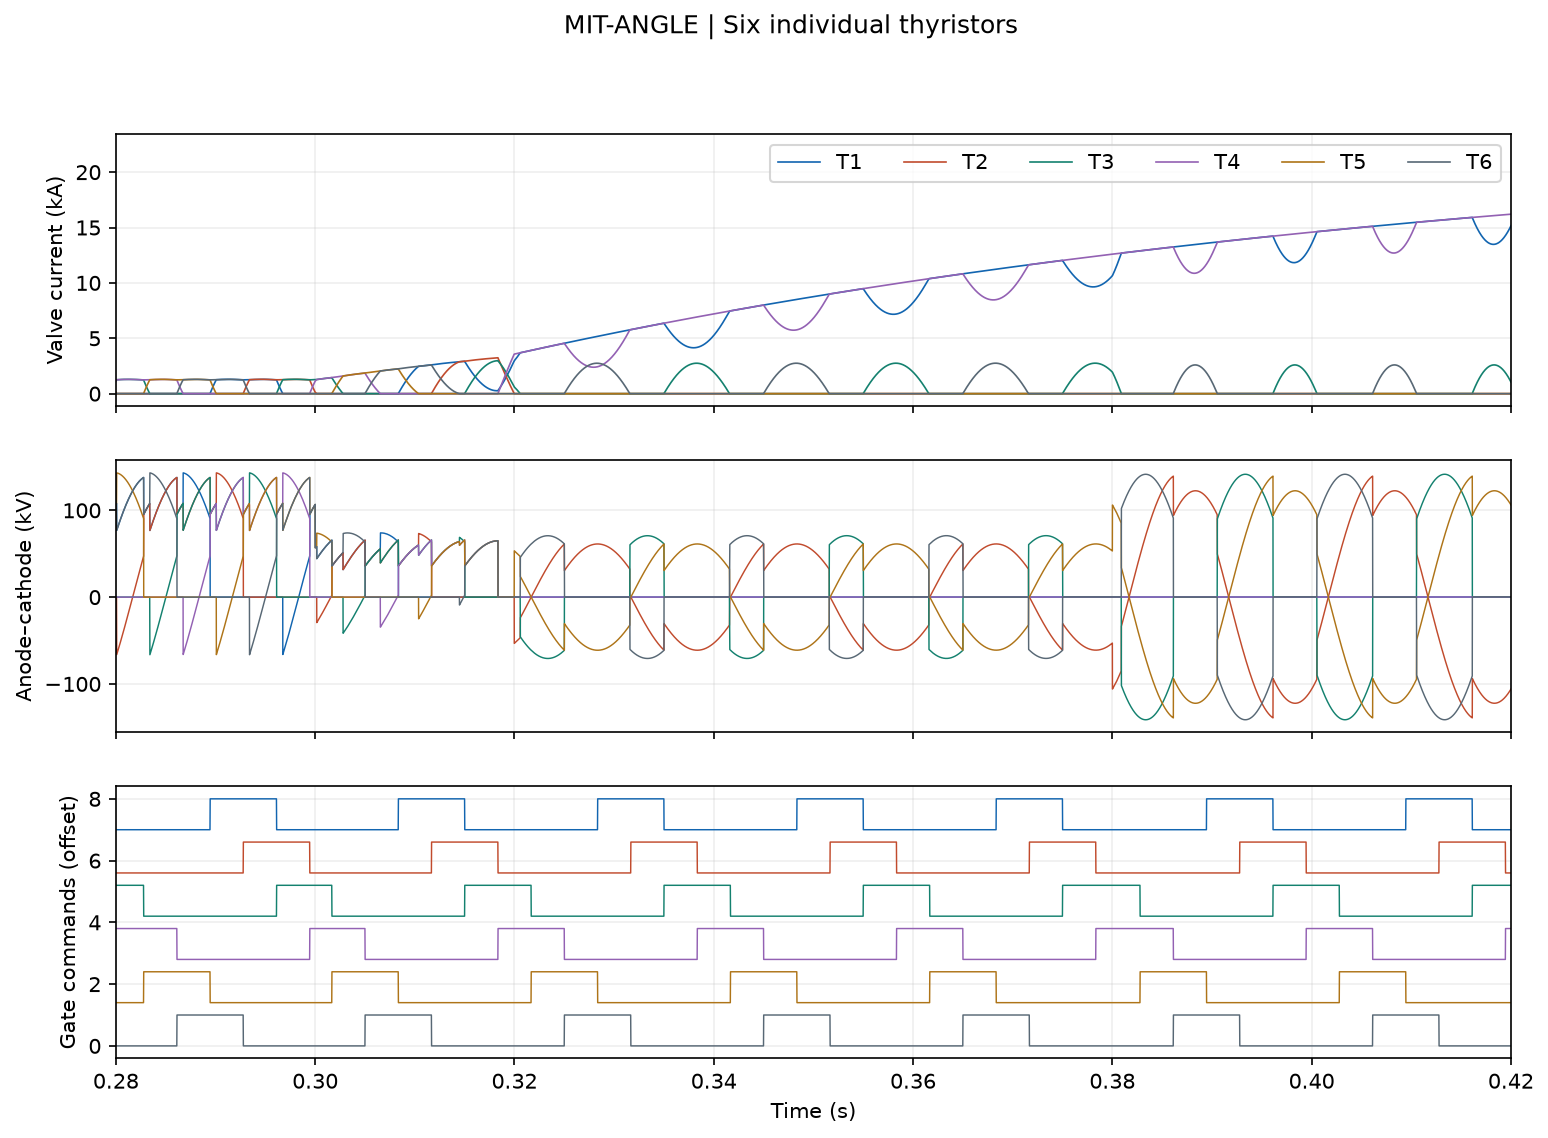 MIT-ANGLE | Six individual thyristors
Valve current (kA)
20
15
10
5
0
T1 T2 T3 T4 T5 T6
Anode–cathode (kV)
100
0
−100
Gate commands (offset)
8
6
4
2
0
0.28 0.30 0.32 0.34 0.36 0.38 0.40 0.42
Time (s)